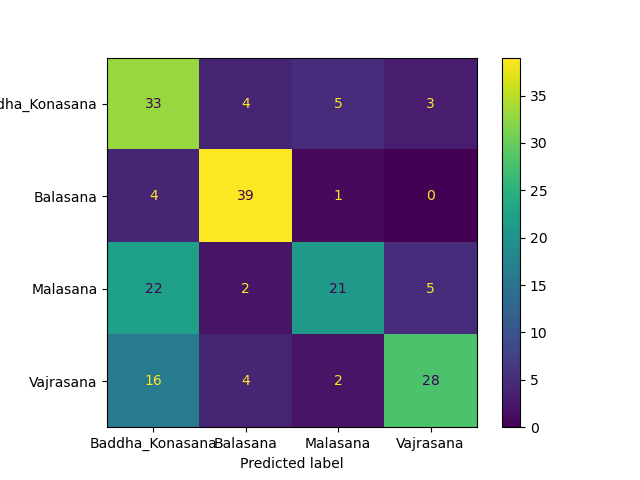 dha_Konasana 33 4 5 3
Balasana 4 39 1 0
Malasana 22 2 21 5
Vajrasana 16 4 2 28
Baddha_Konasana Balasana Malasana Vajrasana
Predicted label
35
30
25
20
15
10
5
0